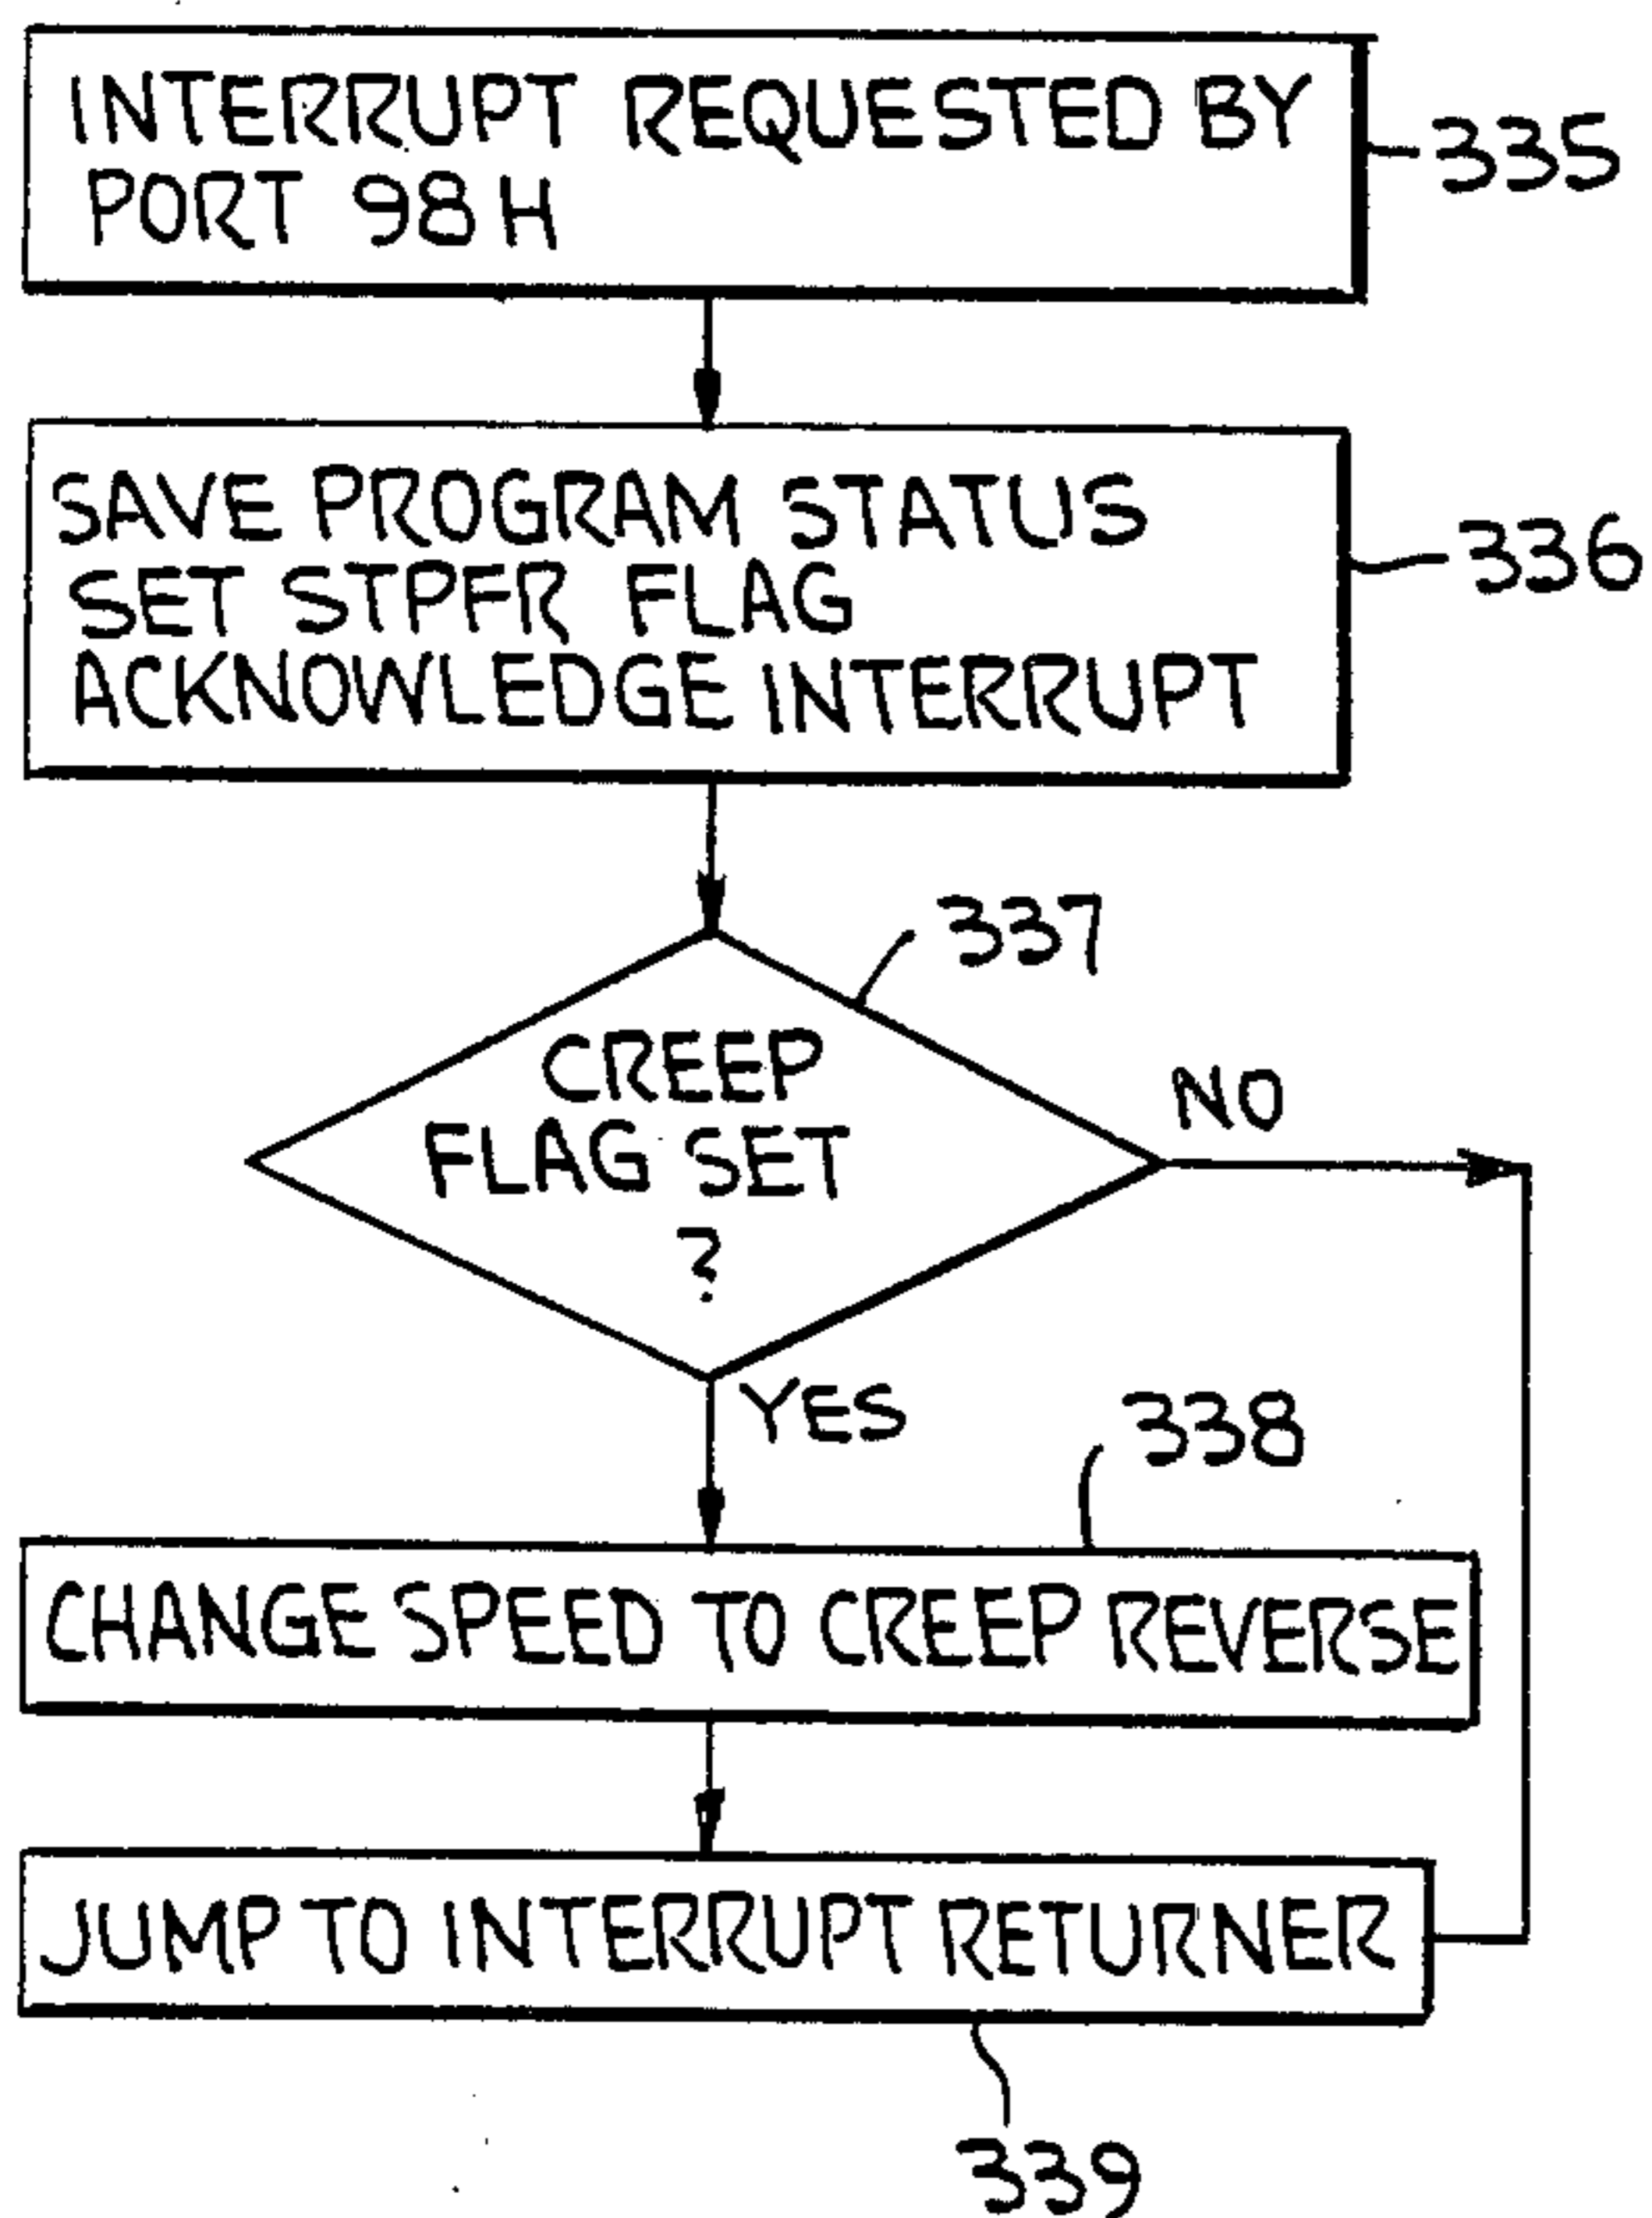 INTERRUPT REQUESTED BY
PORT 98 H
335
SAVE PROGRAM STATUS
SET STPFR FLAG
ACKNOWLEDGE INTERRUPT
336
337
CREEP
FLAG SET
?
NO
YES
338
CHANGE SPEED TO CREEP REVERSE
JUMP TO INTERRUPT RETURNER
339